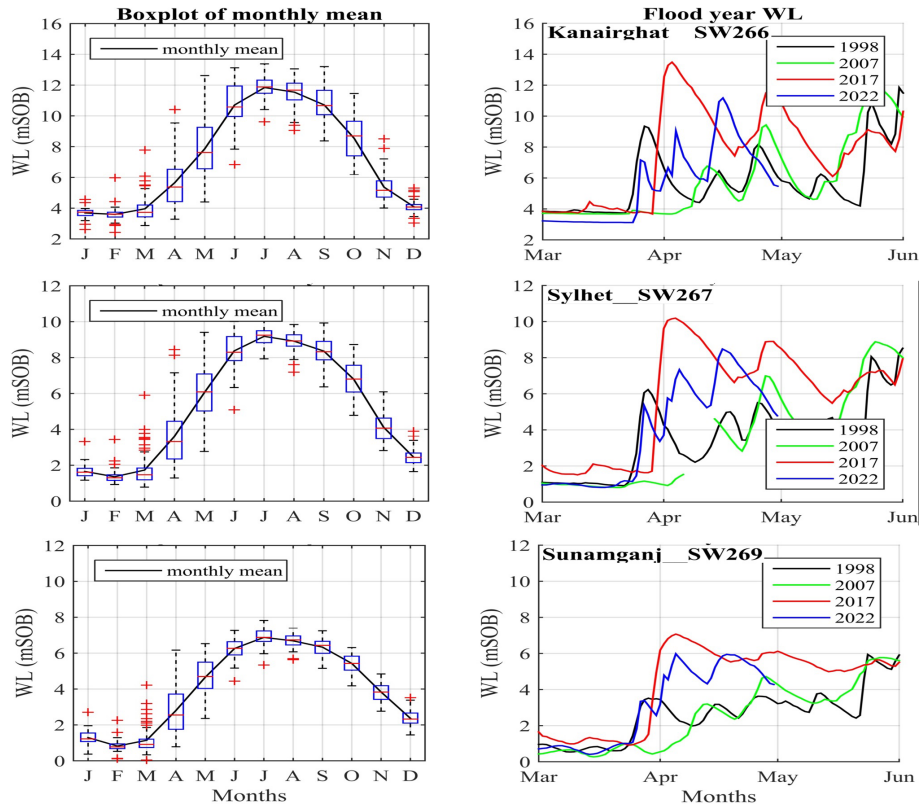 Boxplot of monthly mean
Flood year WL
16
14
12
10
8
6
4
2
WL (mSOB)
monthly mean
J F M A M J J A S O N D
Kanairghat__SW266
16
14
12
10
8
6
4
2
WL (mSOB)
1998
2007
2017
2022
Mar Apr May Jun
12
10
8
6
4
2
0
WL (mSOB)
monthly mean
J F M A M J J A S O N D
Sylhet__SW267
12
10
8
6
4
2
0
WL (mSOB)
1998
2007
2017
2022
Mar Apr May Jun
12
10
8
6
4
2
0
WL (mSOB)
monthly mean
J F M A M J J A S O N D
Months
Sunamganj__SW269
12
10
8
6
4
2
0
WL (mSOB)
1998
2007
2017
2022
Mar Apr May Jun
Months